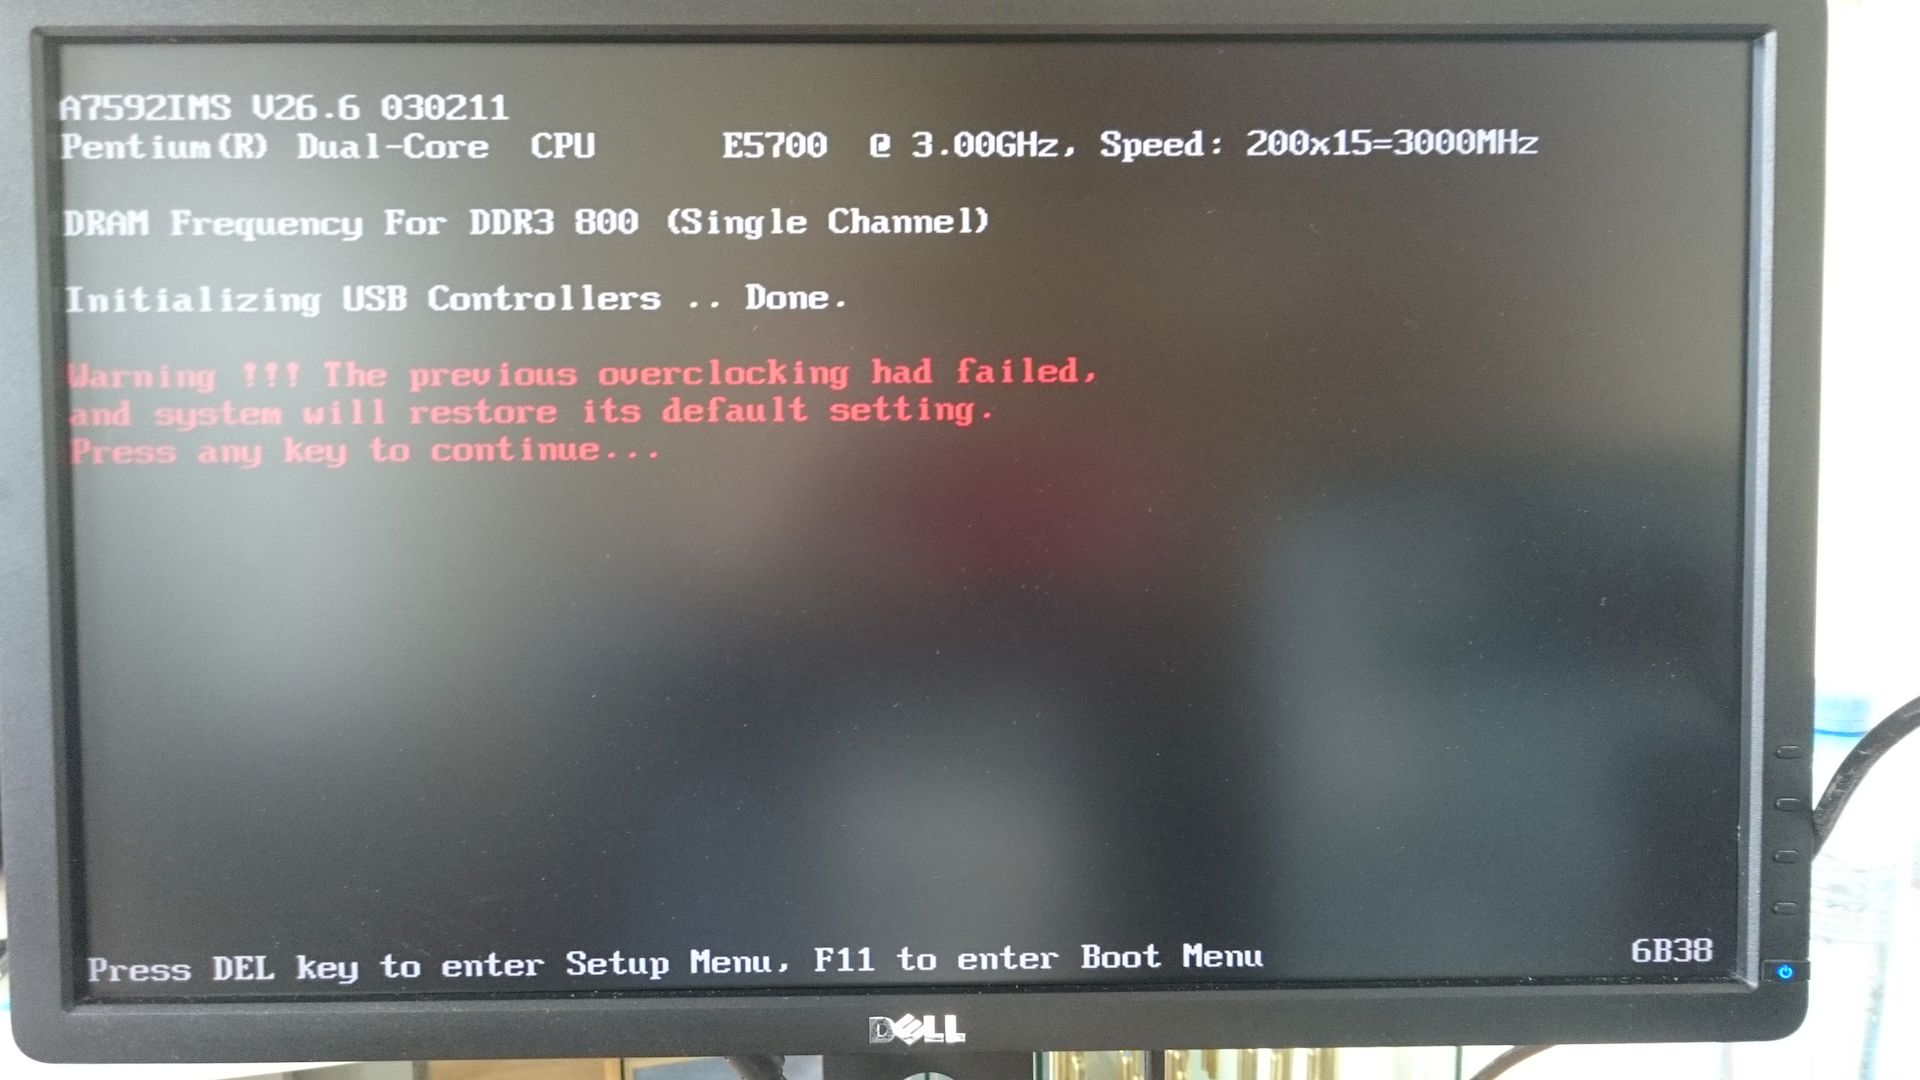 A7592IMS V26.6 030211
Pentium(R) Dual-Core CPU E5700 @ 3.00GHz, Speed: 200x15=3000MHz
DRAM Frequency For DDR3 800 (Single Channel)
Initializing USB Controllers .. Done.
Warning !!! The previous overclocking had failed,
and system will restore its default setting.
Press any key to continue...
Press DEL key to enter Setup Menu, F11 to enter Boot Menu
6B38
DELL